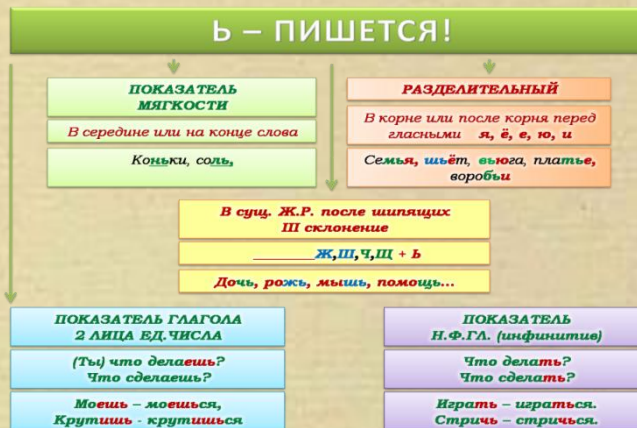 Ь – ПИШЕТСЯ!
ПОКАЗАТЕЛЬ
МЯГКОСТИ
В середине или на конце слова
Коньки, соль,
РАЗДЕЛИТЕЛЬНЫЙ
В корне или после корня перед
гласными я, ё, е, ю, и
Семья, шьёт, вьюга, платье,
воробьи
В сущ. Ж.Р. после шипящих
III склонение
________Ж,Ш,Ч,Щ + Ь
Дочь, рожь, мышь, помощь...
ПОКАЗАТЕЛЬ ГЛАГОЛА
2 ЛИЦА ЕД.ЧИСЛА
(Ты) что делаешь?
Что сделаешь?
Моешь – моешься,
Крутишь - крутишься
ПОКАЗАТЕЛЬ
Н.Ф.ГЛ. (инфинитив)
Что делать?
Что сделать?
Играть – играться.
Стричь – стричься.